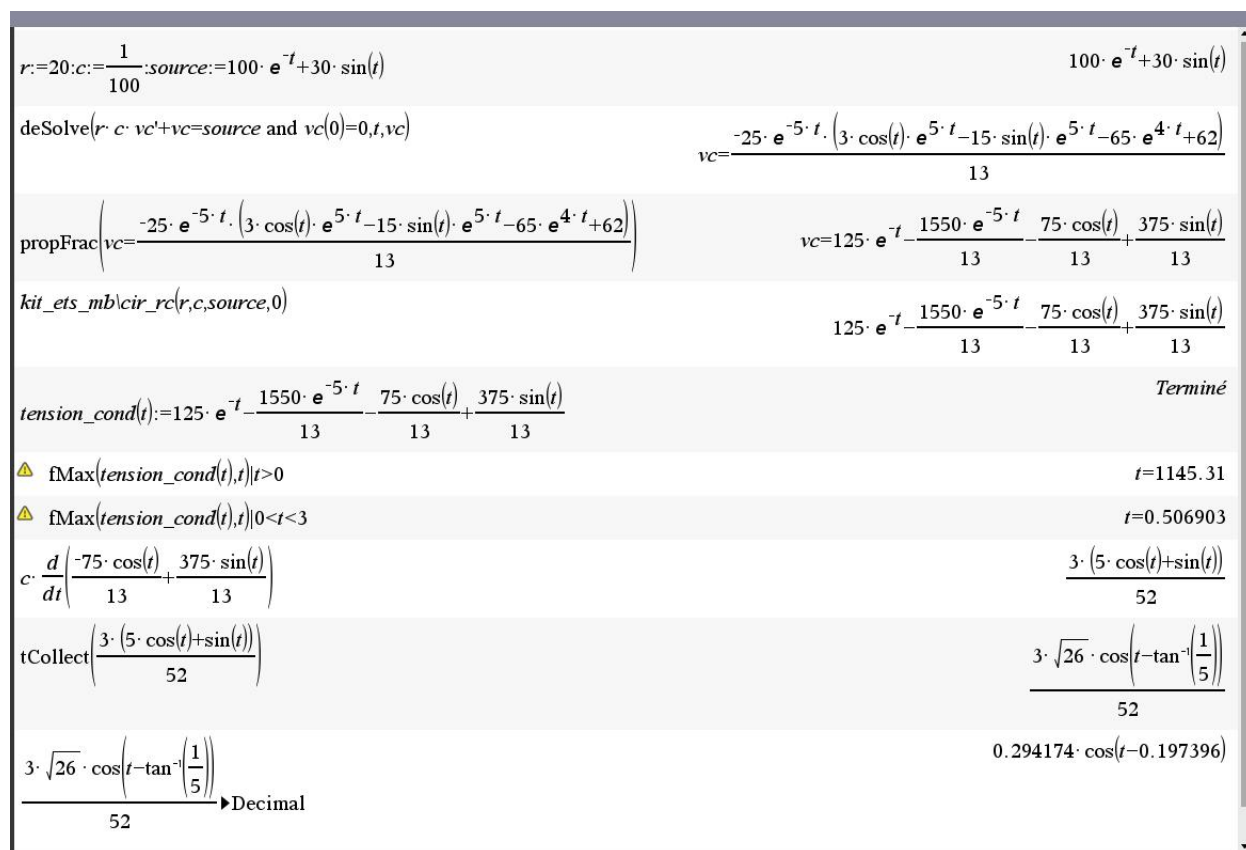 r:=20:c:=1/100:source:=100· e^-t+30· sin(t)
100· e^-t+30· sin(t)
deSolve(r· c· vc'+vc=source and vc(0)=0,t,vc)
vc=-25· e^-5· t· (3· cos(t)· e^5· t-15· sin(t)· e^5· t-65· e^4· t+62)/13
propFrac(vc=-25· e^-5· t· (3· cos(t)· e^5· t-15· sin(t)· e^5· t-65· e^4· t+62)/13)
vc=125· e^-t-1550· e^-5· t/13-75· cos(t)/13+375· sin(t)/13
kit_ets_mb\cir_rc(r,c,source,0)
125· e^-t-1550· e^-5· t/13-75· cos(t)/13+375· sin(t)/13
tension_cond(t):=125· e^-t-1550· e^-5· t/13-75· cos(t)/13+375· sin(t)/13
Terminé
fMax(tension_cond(t),t)|t>0
t=1145.31
fMax(tension_cond(t),t)|0<t<3
t=0.506903
c· d/dt(-75· cos(t)/13+375· sin(t)/13)
3· (5· cos(t)+sin(t))/52
tCollect(3· (5· cos(t)+sin(t))/52)
3· √26 · cos(t-tan⁻¹(1/5))/52
3· √26 · cos(t-tan⁻¹(1/5))/52▸Decimal
0.294174· cos(t-0.197396)